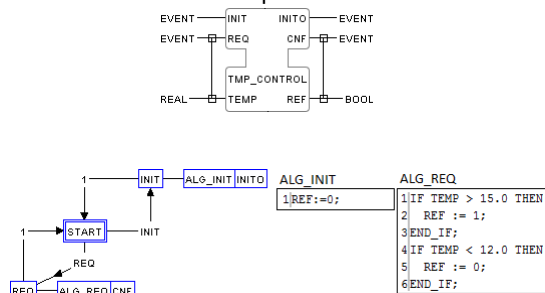 EVENT INIT INITO EVENT
EVENT REQ CNF EVENT
TMP_CONTROL
REAL TEMP REF BOOL
1 INIT ALG_INIT INITO
START
INIT
1
REQ
REQ ALG_REQ CNF
ALG_INIT
1 REF:=0;
ALG_REQ
1 IF TEMP > 15.0 THEN
2 REF := 1;
3 END_IF;
4 IF TEMP < 12.0 THEN
5 REF := 0;
6 END_IF;